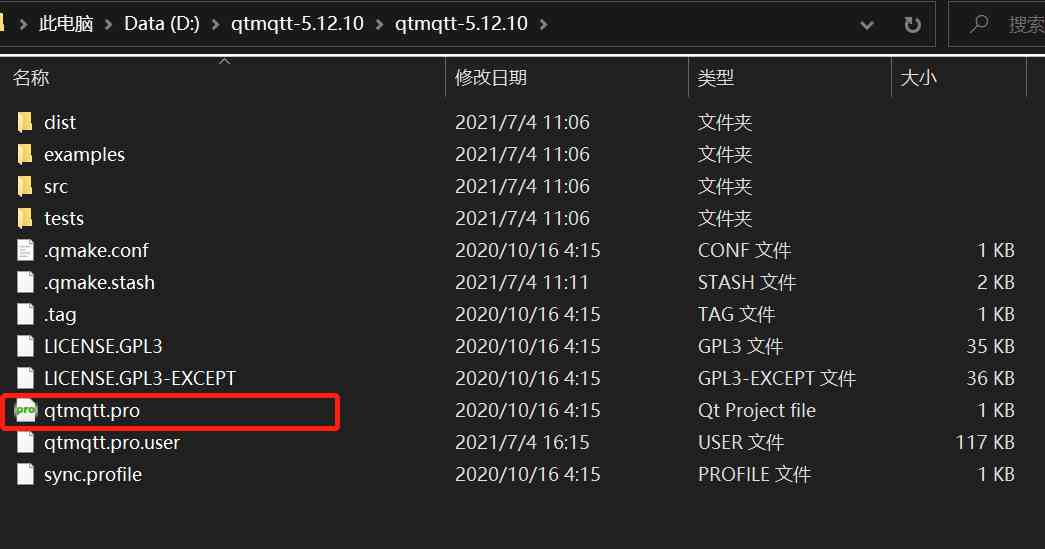 此电脑 > Data (D:) > qtmqtt-5.12.10 > qtmqtt-5.12.10 > 搜索
名称 修改日期 类型 大小
dist 2021/7/4 11:06 文件夹
examples 2021/7/4 11:06 文件夹
src 2021/7/4 11:06 文件夹
tests 2021/7/4 11:06 文件夹
.qmake.conf 2020/10/16 4:15 CONF 文件 1 KB
.qmake.stash 2021/7/4 11:11 STASH 文件 2 KB
.tag 2020/10/16 4:15 TAG 文件 1 KB
LICENSE.GPL3 2020/10/16 4:15 GPL3 文件 35 KB
LICENSE.GPL3-EXCEPT 2020/10/16 4:15 GPL3-EXCEPT 文件 36 KB
pro qtmqtt.pro 2020/10/16 4:15 Qt Project file 1 KB
qtmqtt.pro.user 2021/7/4 16:15 USER 文件 117 KB
sync.profile 2020/10/16 4:15 PROFILE 文件 1 KB